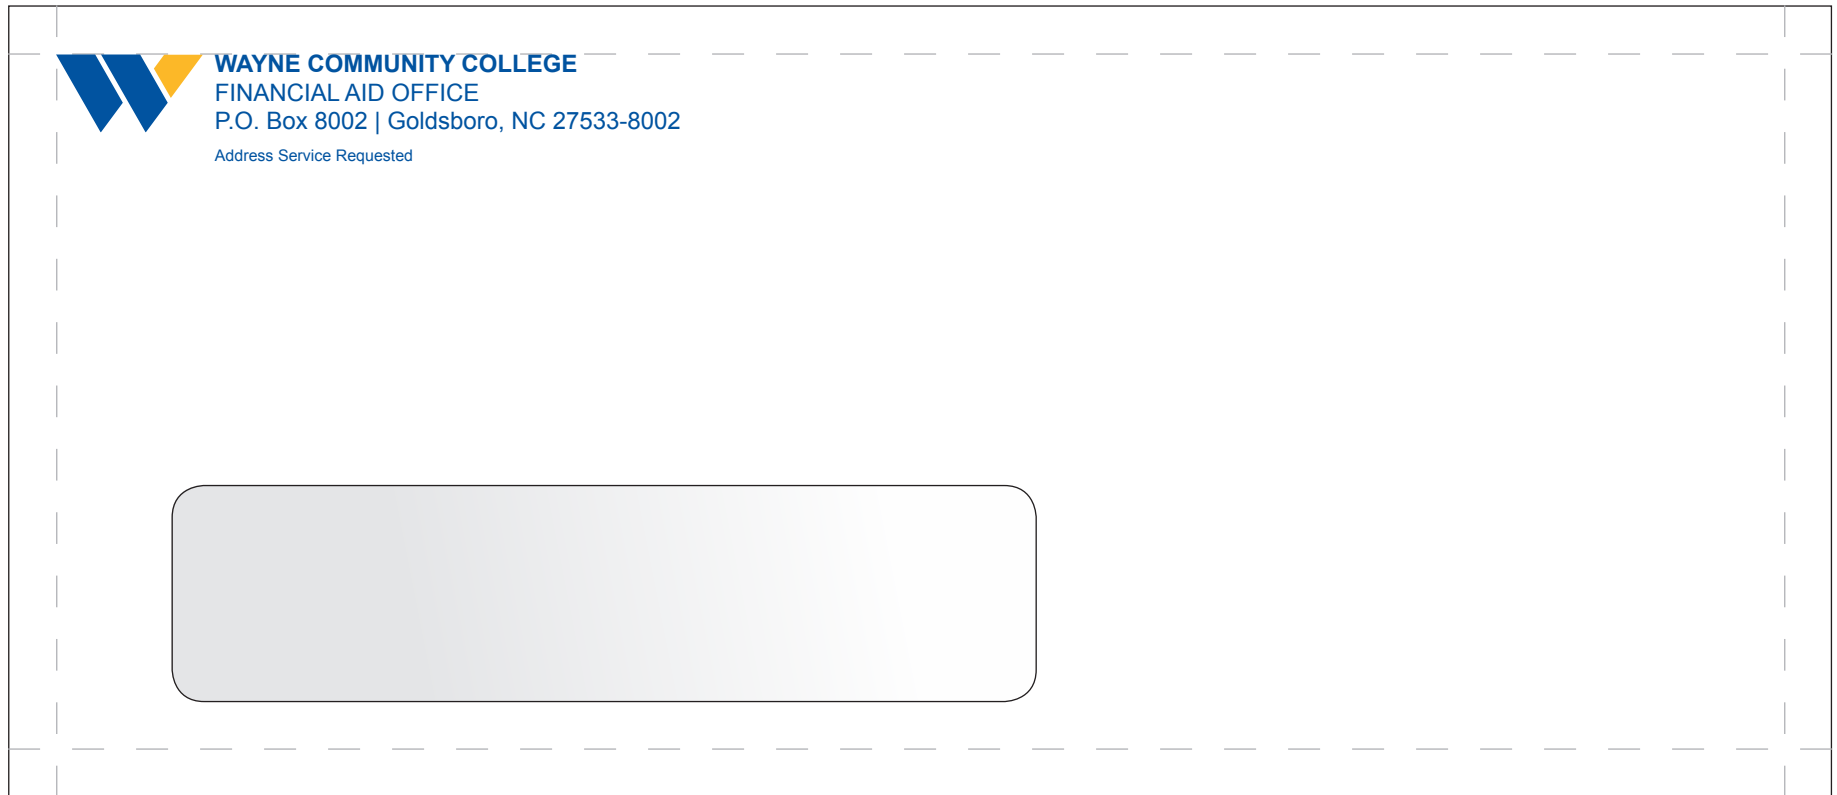 WAYNE COMMUNITY COLLEGE
FINANCIAL AID OFFICE
P.O. Box 8002 | Goldsboro, NC 27533-8002
Address Service Requested